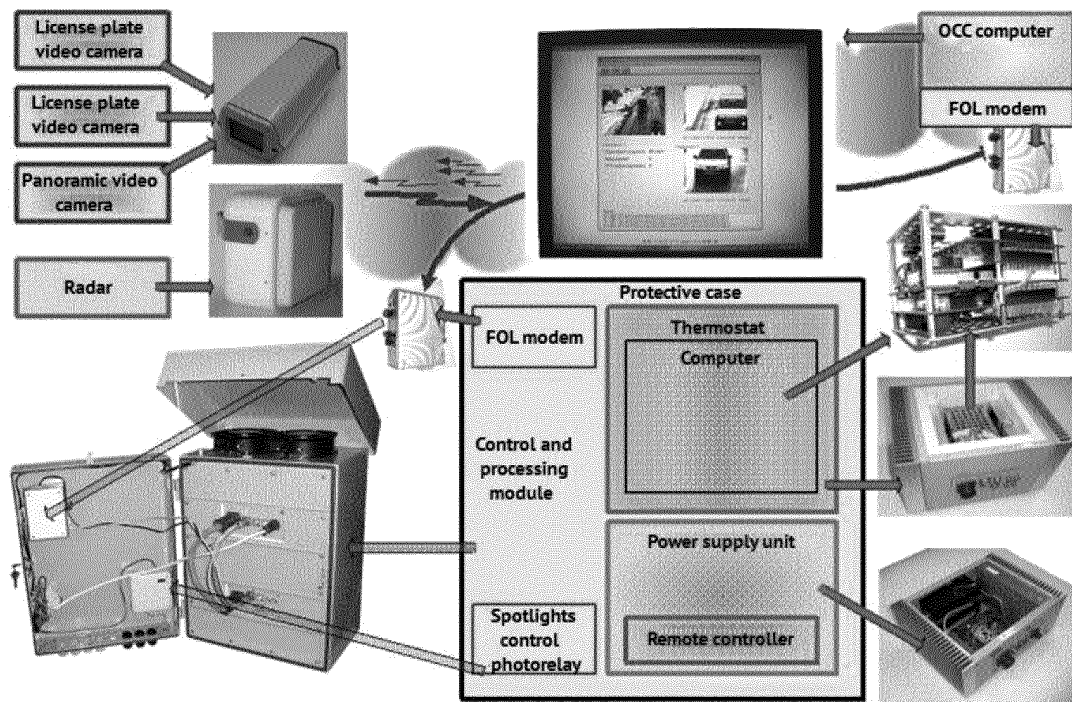 License plate
video camera
License plate
video camera
Panoramic video
camera
Radar
OCC computer
FOL modem
Protective case
FOL modem
Thermostat
Computer
Control and
processing
module
Power supply unit
Remote controller
Spotlights
control
photorelay